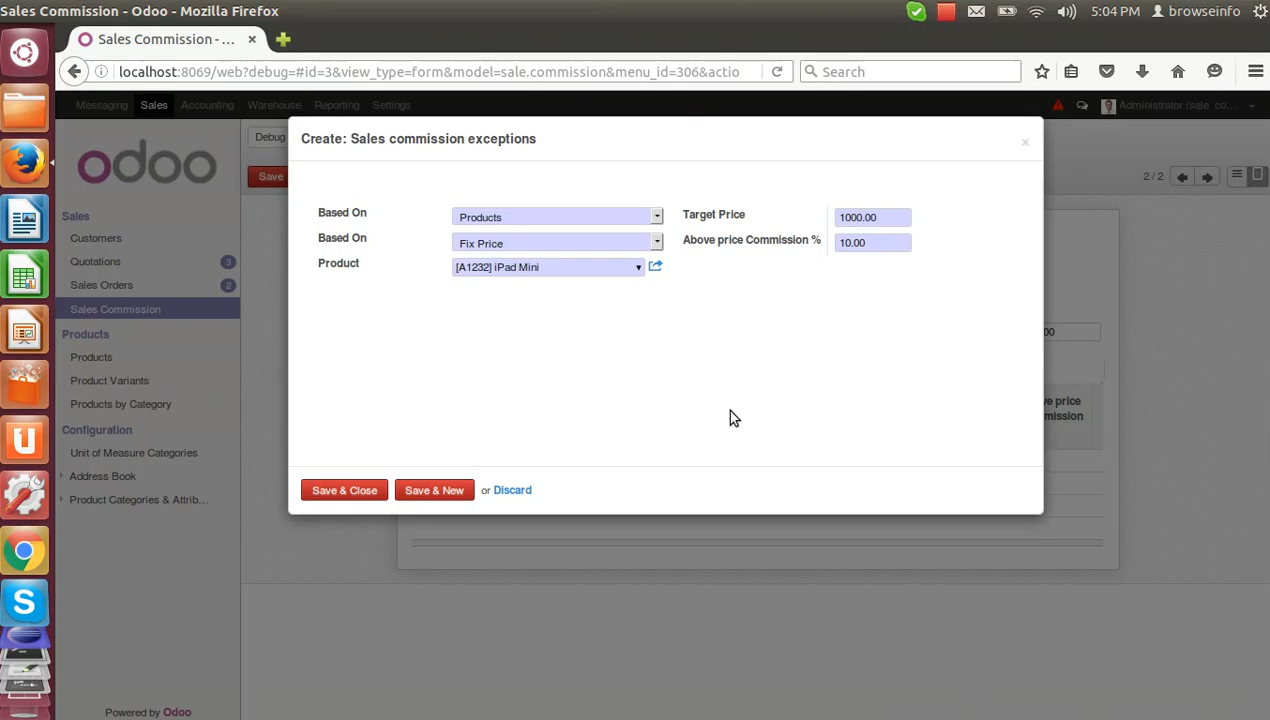 Sales Commission - Odoo - Mozilla Firefox
5:04 PM
browseinfo
Sales Commission - ...
localhost:8069/web?debug=#id=3&view_type=form&model=sale.commission&menu_id=306&actio
Search
Messaging
Sales
Accounting
Warehouse
Reporting
Settings
Administrator (sale_co...
odoo
Debug
Save
2 / 2
Create: Sales commission exceptions
×
Based On
Products
Target Price
1000.00
Based On
Fix Price
Above price Commission %
10.00
Product
[A1232] iPad Mini
Save & Close
Save & New
or Discard
Sales
Customers
Quotations
3
Sales Orders
2
Sales Commission
Products
Products
Product Variants
Products by Category
Configuration
Unit of Measure Categories
Address Book
Product Categories & Attrib...
00
e price
mission
Powered by Odoo